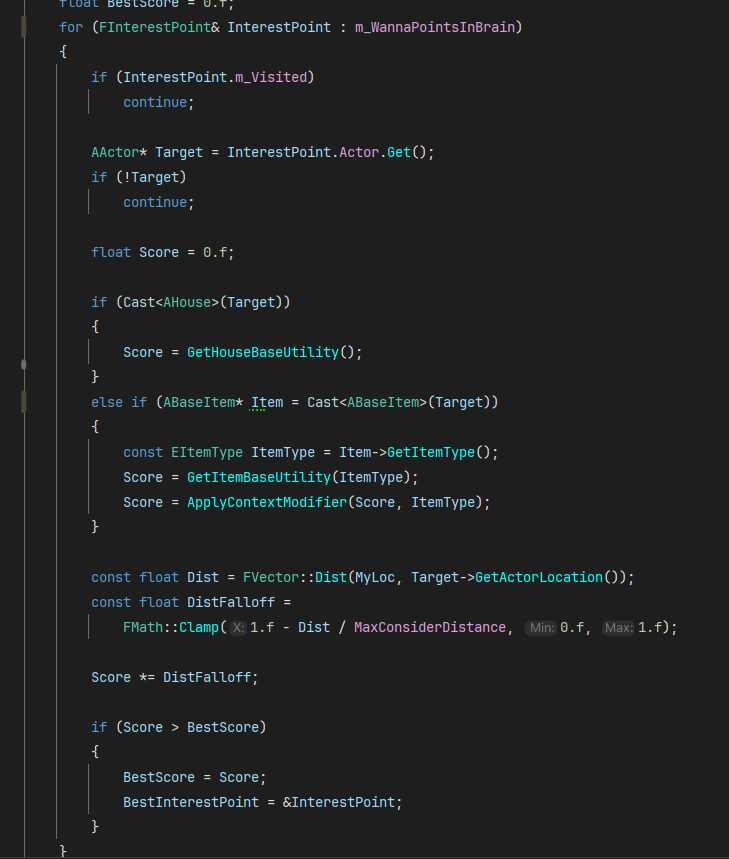 float BestScore = 0.f;
for (FInterestPoint& InterestPoint : m_WannaPointsInBrain)
{
if (InterestPoint.m_Visited)
continue;
AActor* Target = InterestPoint.Actor.Get();
if (!Target)
continue;
float Score = 0.f;
if (Cast<AHouse>(Target))
{
Score = GetHouseBaseUtility();
}
else if (ABaseItem* Item = Cast<ABaseItem>(Target))
{
const EItemType ItemType = Item->GetItemType();
Score = GetItemBaseUtility(ItemType);
Score = ApplyContextModifier(Score, ItemType);
}
const float Dist = FVector::Dist(MyLoc, Target->GetActorLocation());
const float DistFalloff =
FMath::Clamp( X: 1.f - Dist / MaxConsiderDistance, Min: 0.f, Max: 1.f);
Score *= DistFalloff;
if (Score > BestScore)
{
BestScore = Score;
BestInterestPoint = &InterestPoint;
}
}